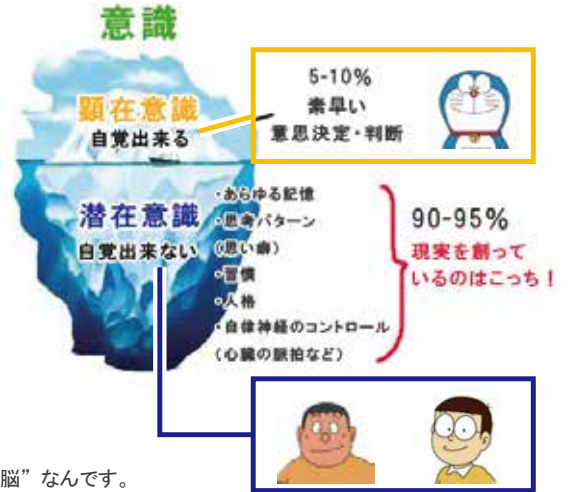 意識
顕在意識
自覚出来る
5-10%
素早い
意思決定・判断
潜在意識
自覚出来ない
・あらゆる記憶
・思考パターン
（思い癖）
・習慣
・人格
・自律神経のコントロール
（心臓の脈拍など）
90-95%
現実を創って
いるのはこっち！
脳”なんです。